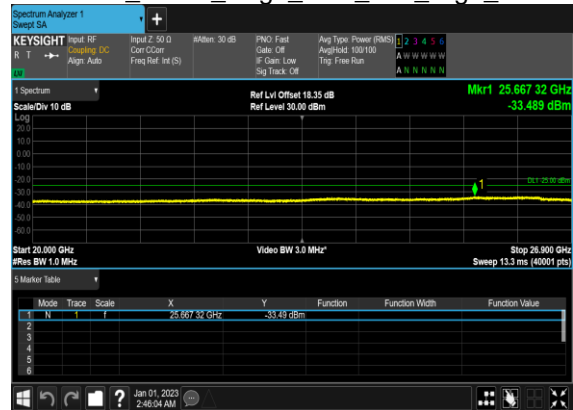 Spectrum Analyzer 1
Swept SA
+
KEYSIGHT Input: RF
R T Coupling: DC
Align: Auto
LW
Input Z: 50 Ω
Corr CCorr
Freq Ref: Int (S)
#Atten: 30 dB
PNO: Fast
Gate: Off
IF Gain: Low
Sig Track: Off
Avg Type: Power (RMS)
Avg|Hold: 100/100
Trig: Free Run
1 2 3 4 5 6
A W W W W W
A N N N N N
1 Spectrum
Scale/Div 10 dB
Ref Lvl Offset 18.35 dB
Ref Level 30.00 dBm
Mkr1 25.667 32 GHz
-33.489 dBm
Log
20.0
10.0
0.00
-10.0
-20.0
-30.0
-40.0
-50.0
-60.0
1
DL1 -25.00 dBm
Start 20.000 GHz
#Res BW 1.0 MHz
Video BW 3.0 MHz*
Stop 26.900 GHz
Sweep 13.3 ms (40001 pts)
5 Marker Table
Mode Trace Scale X Y Function Function Width Function Value
1 N 1 f 25.667 32 GHz -33.49 dBm
2
3
4
5
6
? Jan 01, 2023
2:46:04 AM